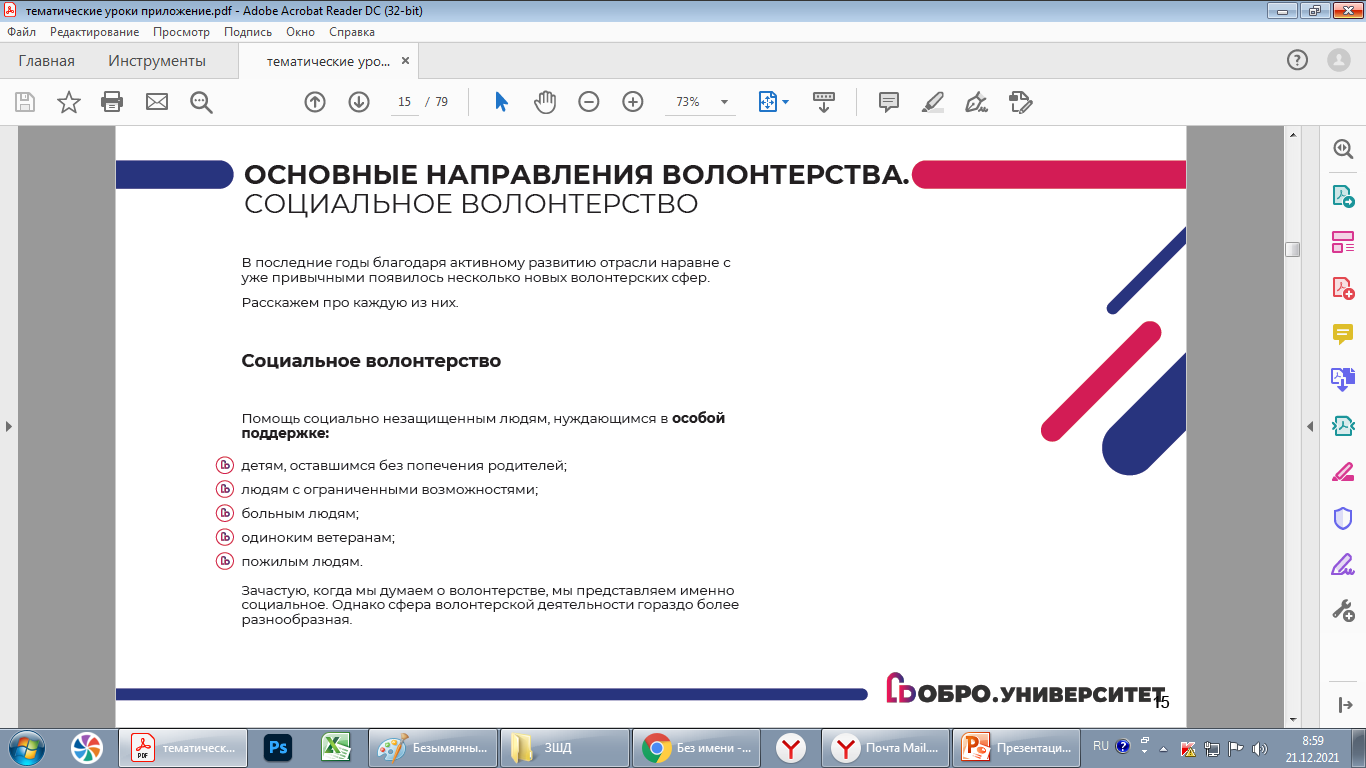 тематические уроки приложение.pdf - Adobe Acrobat Reader DC (32-bit)
Файл Редактирование Просмотр Подпись Окно Справка
Главная Инструменты тематические уро... ×
15 / 79 73%
ОСНОВНЫЕ НАПРАВЛЕНИЯ ВОЛОНТЕРСТВА.
СОЦИАЛЬНОЕ ВОЛОНТЕРСТВО
В последние годы благодаря активному развитию отрасли наравне с
уже привычными появилось несколько новых волонтерских сфер.
Расскажем про каждую из них.
Социальное волонтерство
Помощь социально незащищенным людям, нуждающимся в особой
поддержке:
детям, оставшимся без попечения родителей;
людям с ограниченными возможностями;
больным людям;
одиноким ветеранам;
пожилым людям.
Зачастую, когда мы думаем о волонтерстве, мы представляем именно
социальное. Однако сфера волонтерской деятельности гораздо более
разнообразная.
ДОБРО.УНИВЕРСИТЕТ
15
тематическ... Ps Безымянны... ЗШД Без имени -... Почта Mail.... Презентаци... RU 8:59
21.12.2021